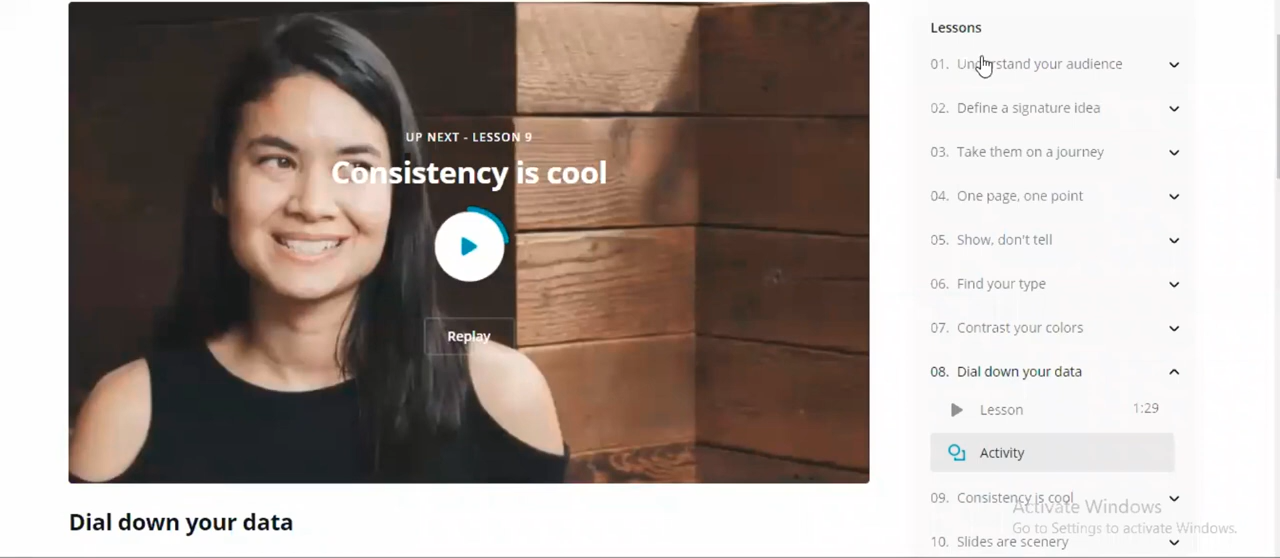 UP NEXT - LESSON 9
Consistency is cool
Replay
Dial down your data
Lessons
01. Understand your audience
02. Define a signature idea
03. Take them on a journey
04. One page, one point
05. Show, don't tell
06. Find your type
07. Contrast your colors
08. Dial down your data
Lesson 1:29
Activity
09. Consistency is cool
Activate Windows
Go to Settings to activate Windows.
10. Slides are scenery